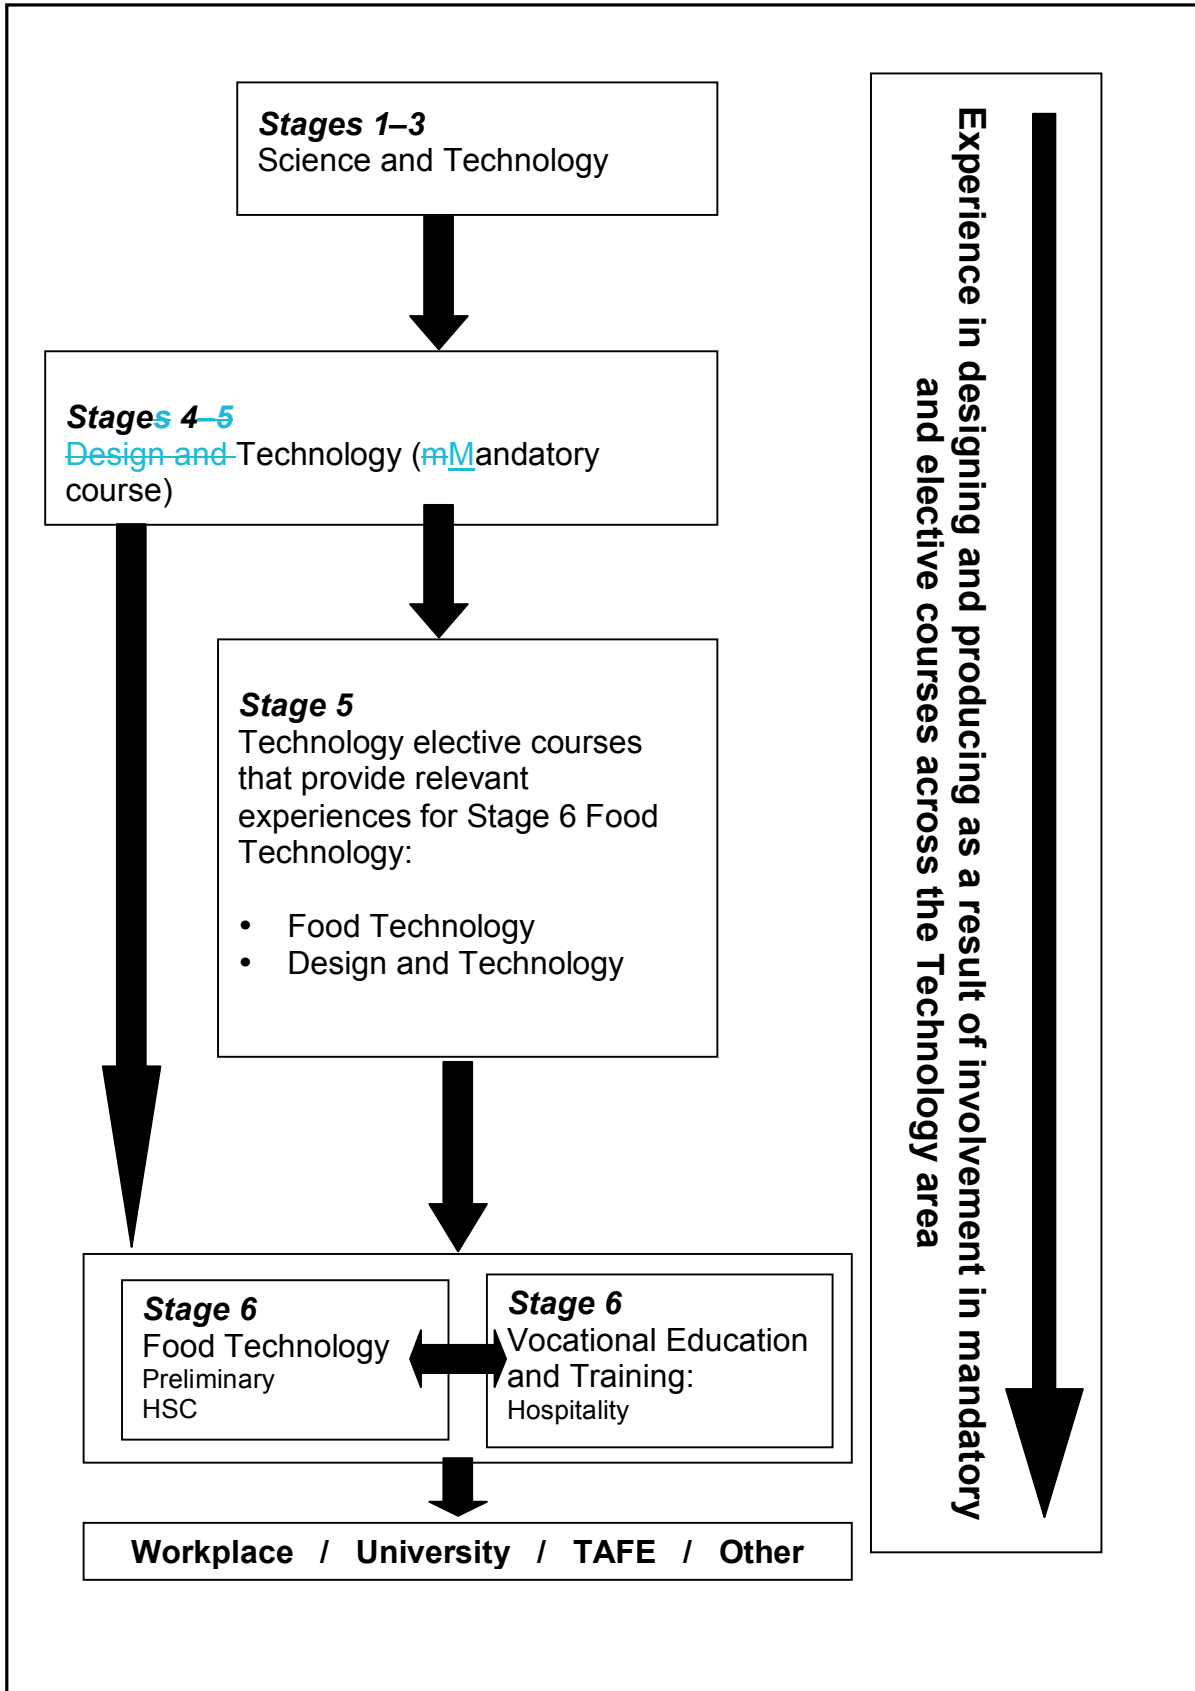 Stages 1–3
Science and Technology
Stages 4–5
Design and Technology (mMandatory
course)
Stage 5
Technology elective courses
that provide relevant
experiences for Stage 6 Food
Technology:
• Food Technology
• Design and Technology
Stage 6
Food Technology
Preliminary
HSC
Stage 6
Vocational Education
and Training:
Hospitality
Workplace / University / TAFE / Other
Experience in designing and producing as a result of involvement in mandatory
and elective courses across the Technology area